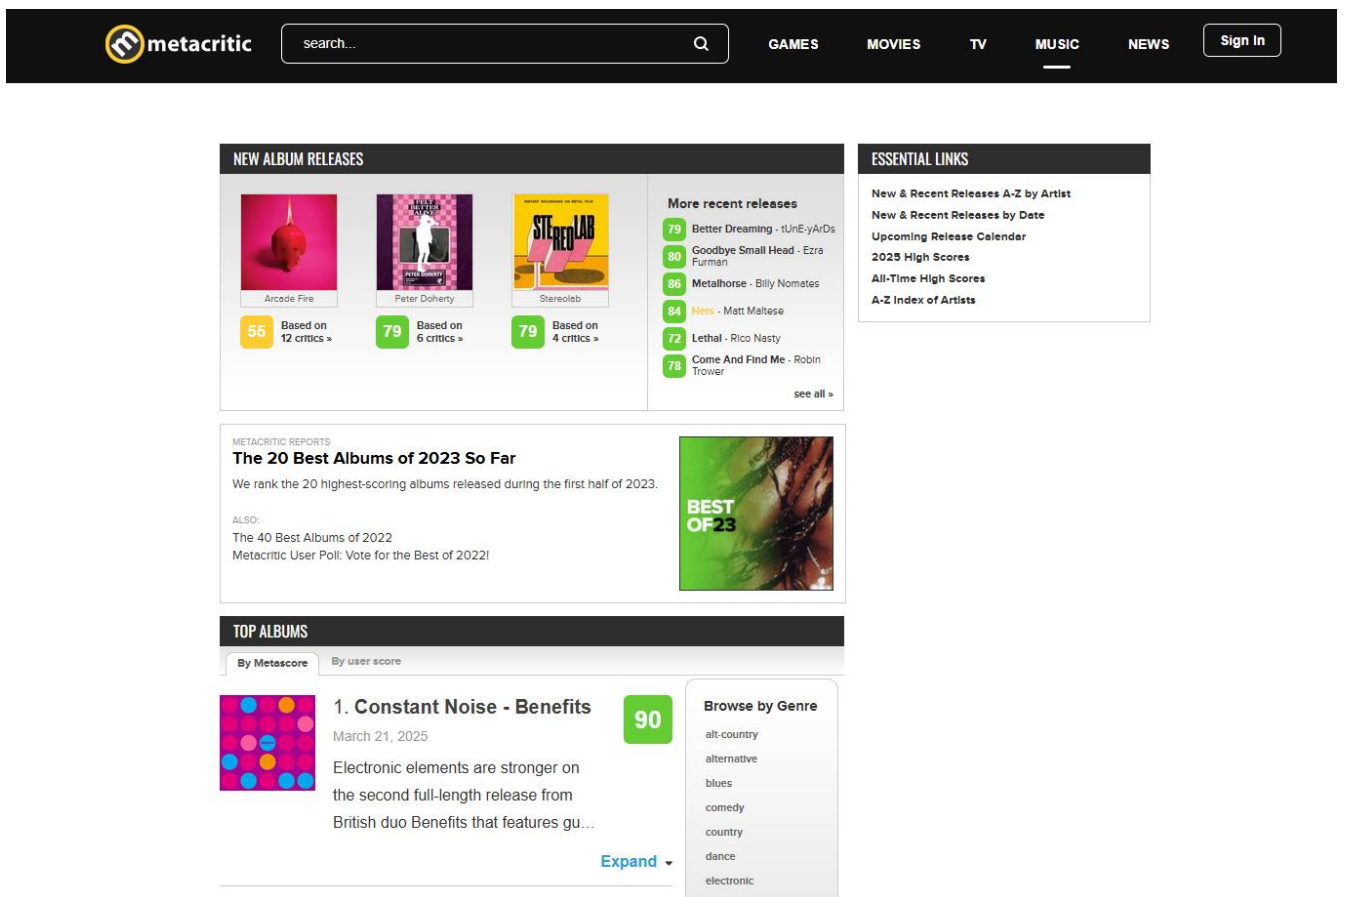 metacritic
search...
GAMES
MOVIES
TV
MUSIC
NEWS
Sign In
NEW ALBUM RELEASES
FELT
BETTER
ALIVE
PETER DOHERTY
STEREOLAB
Arcade Fire
Peter Doherty
Stereolab
55
Based on
12 critics »
79
Based on
6 critics »
79
Based on
4 critics »
More recent releases
79 Better Dreaming - tUnE-yArDs
80 Goodbye Small Head - Ezra
Furman
86 Metalhorse - Billy Nomates
84 Hers - Matt Maltese
72 Lethal - Rico Nasty
78 Come And Find Me - Robin
Trower
see all »
ESSENTIAL LINKS
New & Recent Releases A-Z by Artist
New & Recent Releases by Date
Upcoming Release Calendar
2025 High Scores
All-Time High Scores
A-Z Index of Artists
METACRITIC REPORTS
The 20 Best Albums of 2023 So Far
We rank the 20 highest-scoring albums released during the first half of 2023.
ALSO:
The 40 Best Albums of 2022
Metacritic User Poll: Vote for the Best of 2022!
BEST
OF23
TOP ALBUMS
By Metascore
By user score
1. Constant Noise - Benefits
90
March 21, 2025
Electronic elements are stronger on
the second full-length release from
British duo Benefits that features gu...
Expand
Browse by Genre
alt-country
alternative
blues
comedy
country
dance
electronic